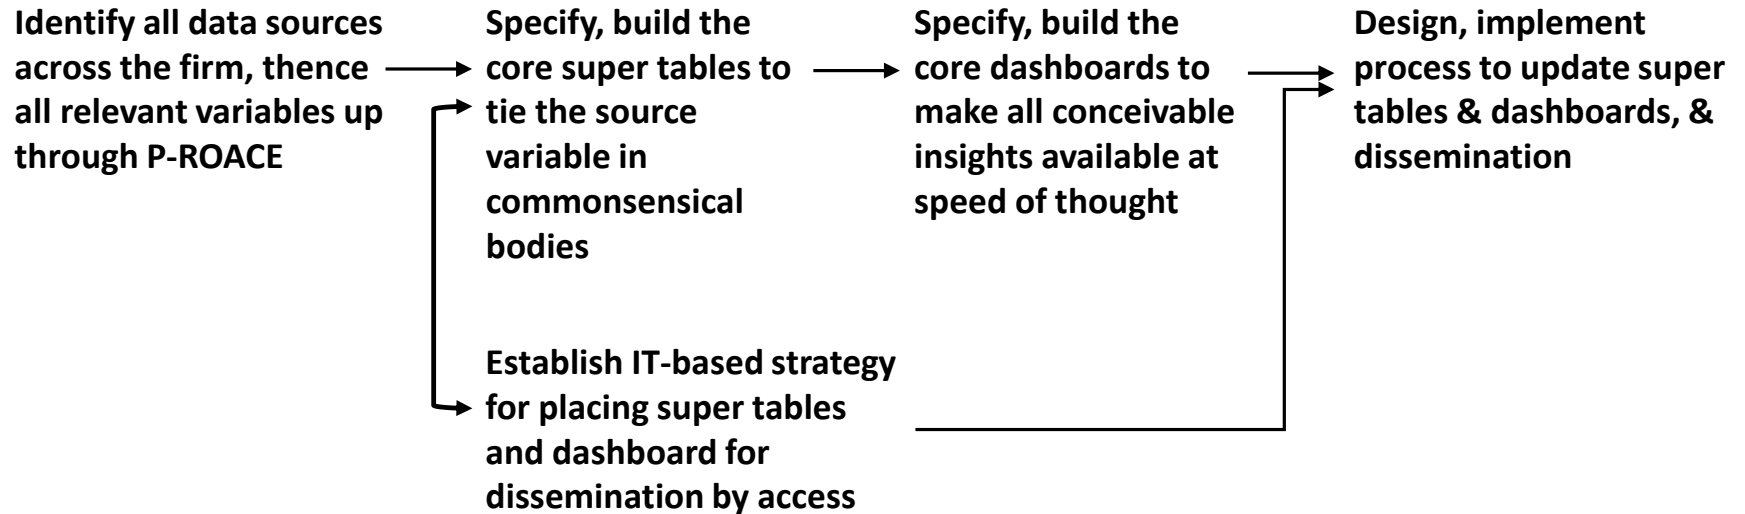 Identify all data sources
across the firm, thence
all relevant variables up
through P-ROACE
Specify, build the
core super tables to
tie the source
variable in
commonsensical
bodies
Specify, build the
core dashboards to
make all conceivable
insights available at
speed of thought
Design, implement
process to update super
tables & dashboards, &
dissemination
Establish IT-based strategy
for placing super tables
and dashboard for
dissemination by access